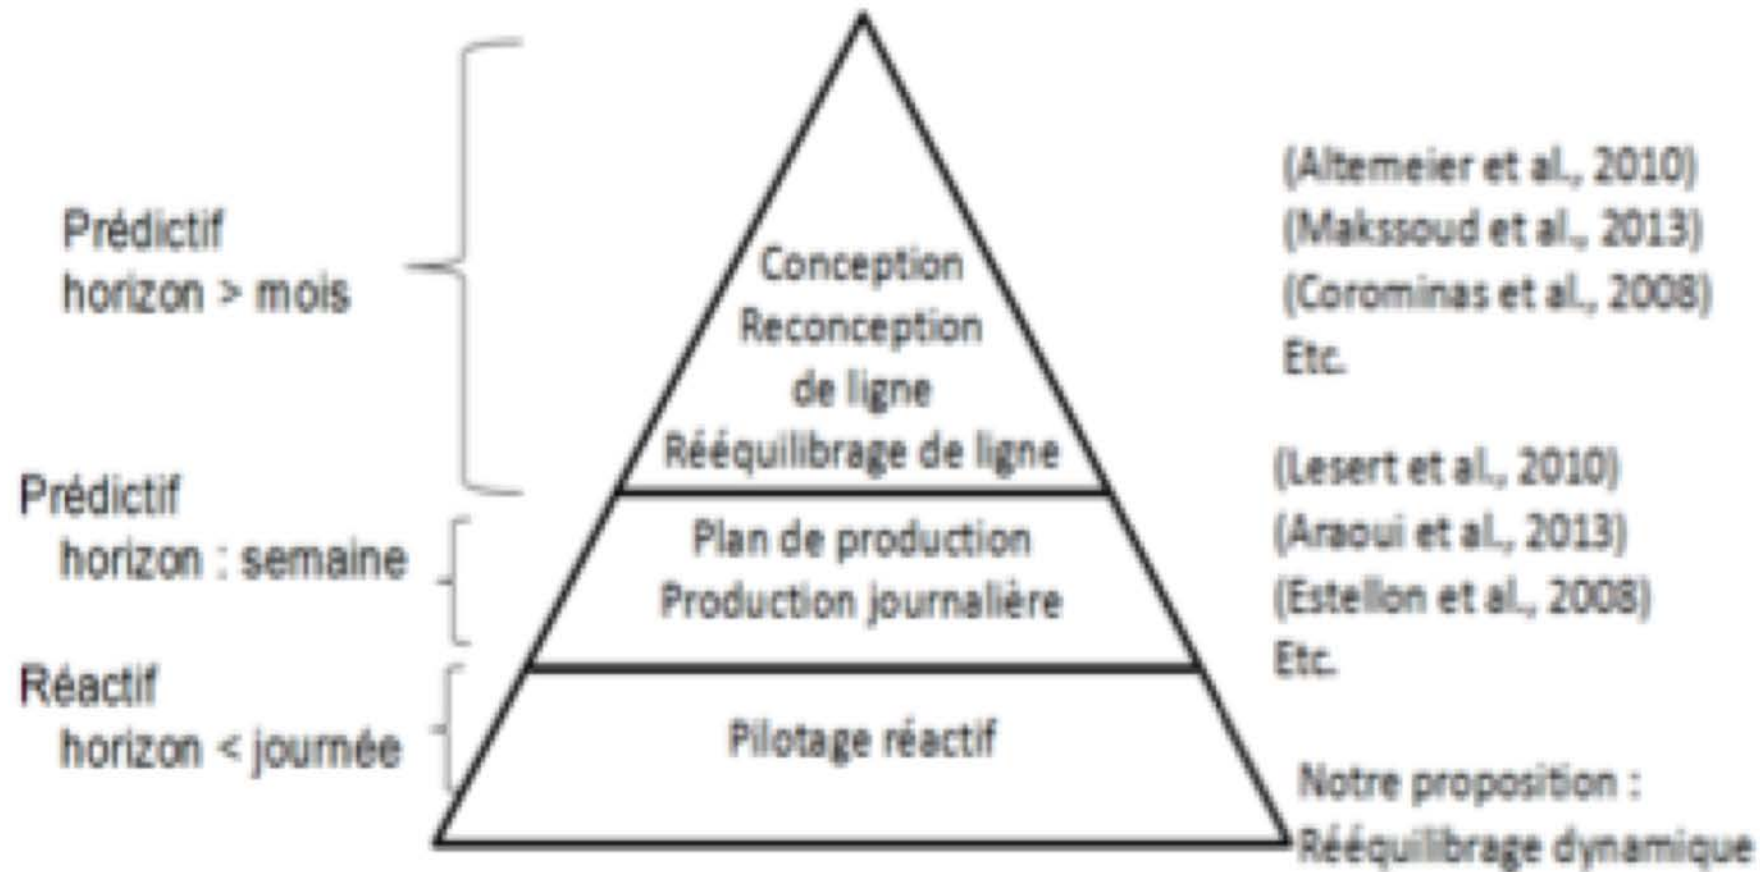 Prédictif
horizon > mois
Prédictif
horizon : semaine
Réactif
horizon < journée
Conception
Reconception
de ligne
Rééquilibrage de ligne
Plan de production
Production journalière
Pilotage réactif
(Altemeier et al., 2010)
(Makssoud et al., 2013)
(Corominas et al., 2008)
Etc.
(Lesert et al., 2010)
(Araoui et al., 2013)
(Estellon et al., 2008)
Etc.
Notre proposition :
Rééquilibrage dynamique